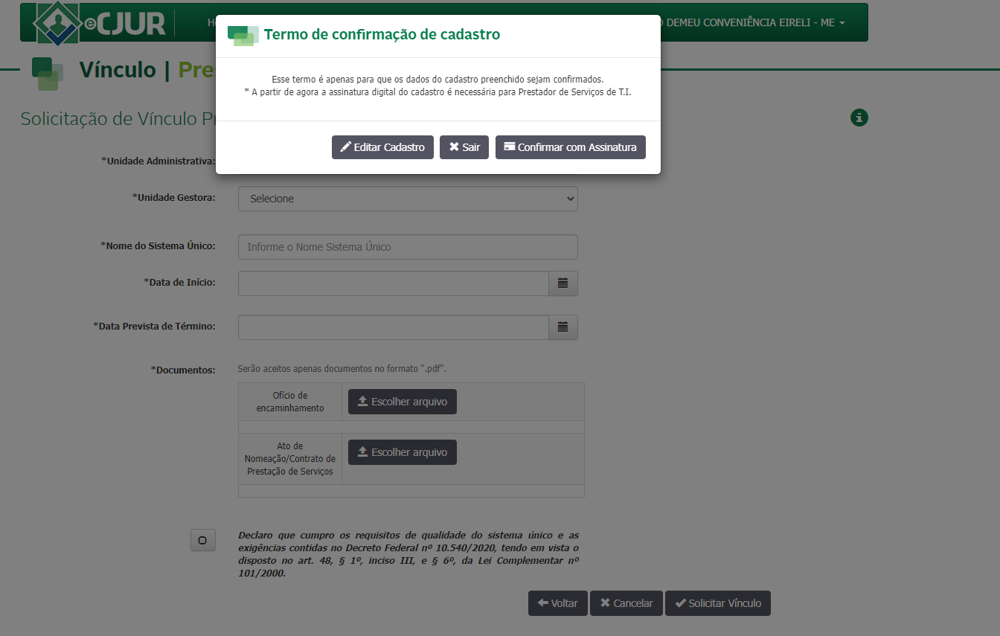 eCJUR
DEMEU CONVENIÊNCIA EIRELI - ME
Termo de confirmação de cadastro
Vínculo |
Esse termo é apenas para que os dados do cadastro preenchido sejam confirmados.
* A partir de agora a assinatura digital do cadastro é necessária para Prestador de Serviços de T.I.
Solicitação de Vínculo
Editar Cadastro
Sair
Confirmar com Assinatura
*Unidade Administrativa:
*Unidade Gestora:
Selecione
*Nome do Sistema Único:
Informe o Nome Sistema Único
*Data de Início:
*Data Prevista de Término:
*Documentos:
Serão aceitos apenas documentos no formato ".pdf".
Ofício de
encaminhamento
Escolher arquivo
Ato de
Nomeação/Contrato de
Prestação de Serviços
Escolher arquivo
Declaro que cumpro os requisitos de qualidade do sistema único e as
exigências contidas no Decreto Federal nº 10.540/2020, tendo em vista o
disposto no art. 48, § 1º, inciso III, e § 6º, da Lei Complementar nº
101/2000.
Voltar
Cancelar
Solicitar Vínculo